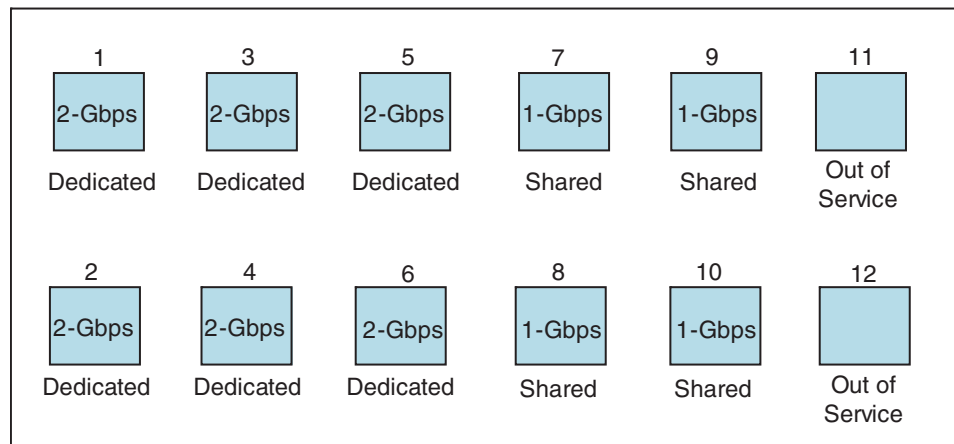 1 3 5 7 9 11
2-Gbps 2-Gbps 2-Gbps 1-Gbps 1-Gbps
Dedicated Dedicated Dedicated Shared Shared Out of
Service
2 4 6 8 10 12
2-Gbps 2-Gbps 2-Gbps 1-Gbps 1-Gbps
Dedicated Dedicated Dedicated Shared Shared Out of
Service